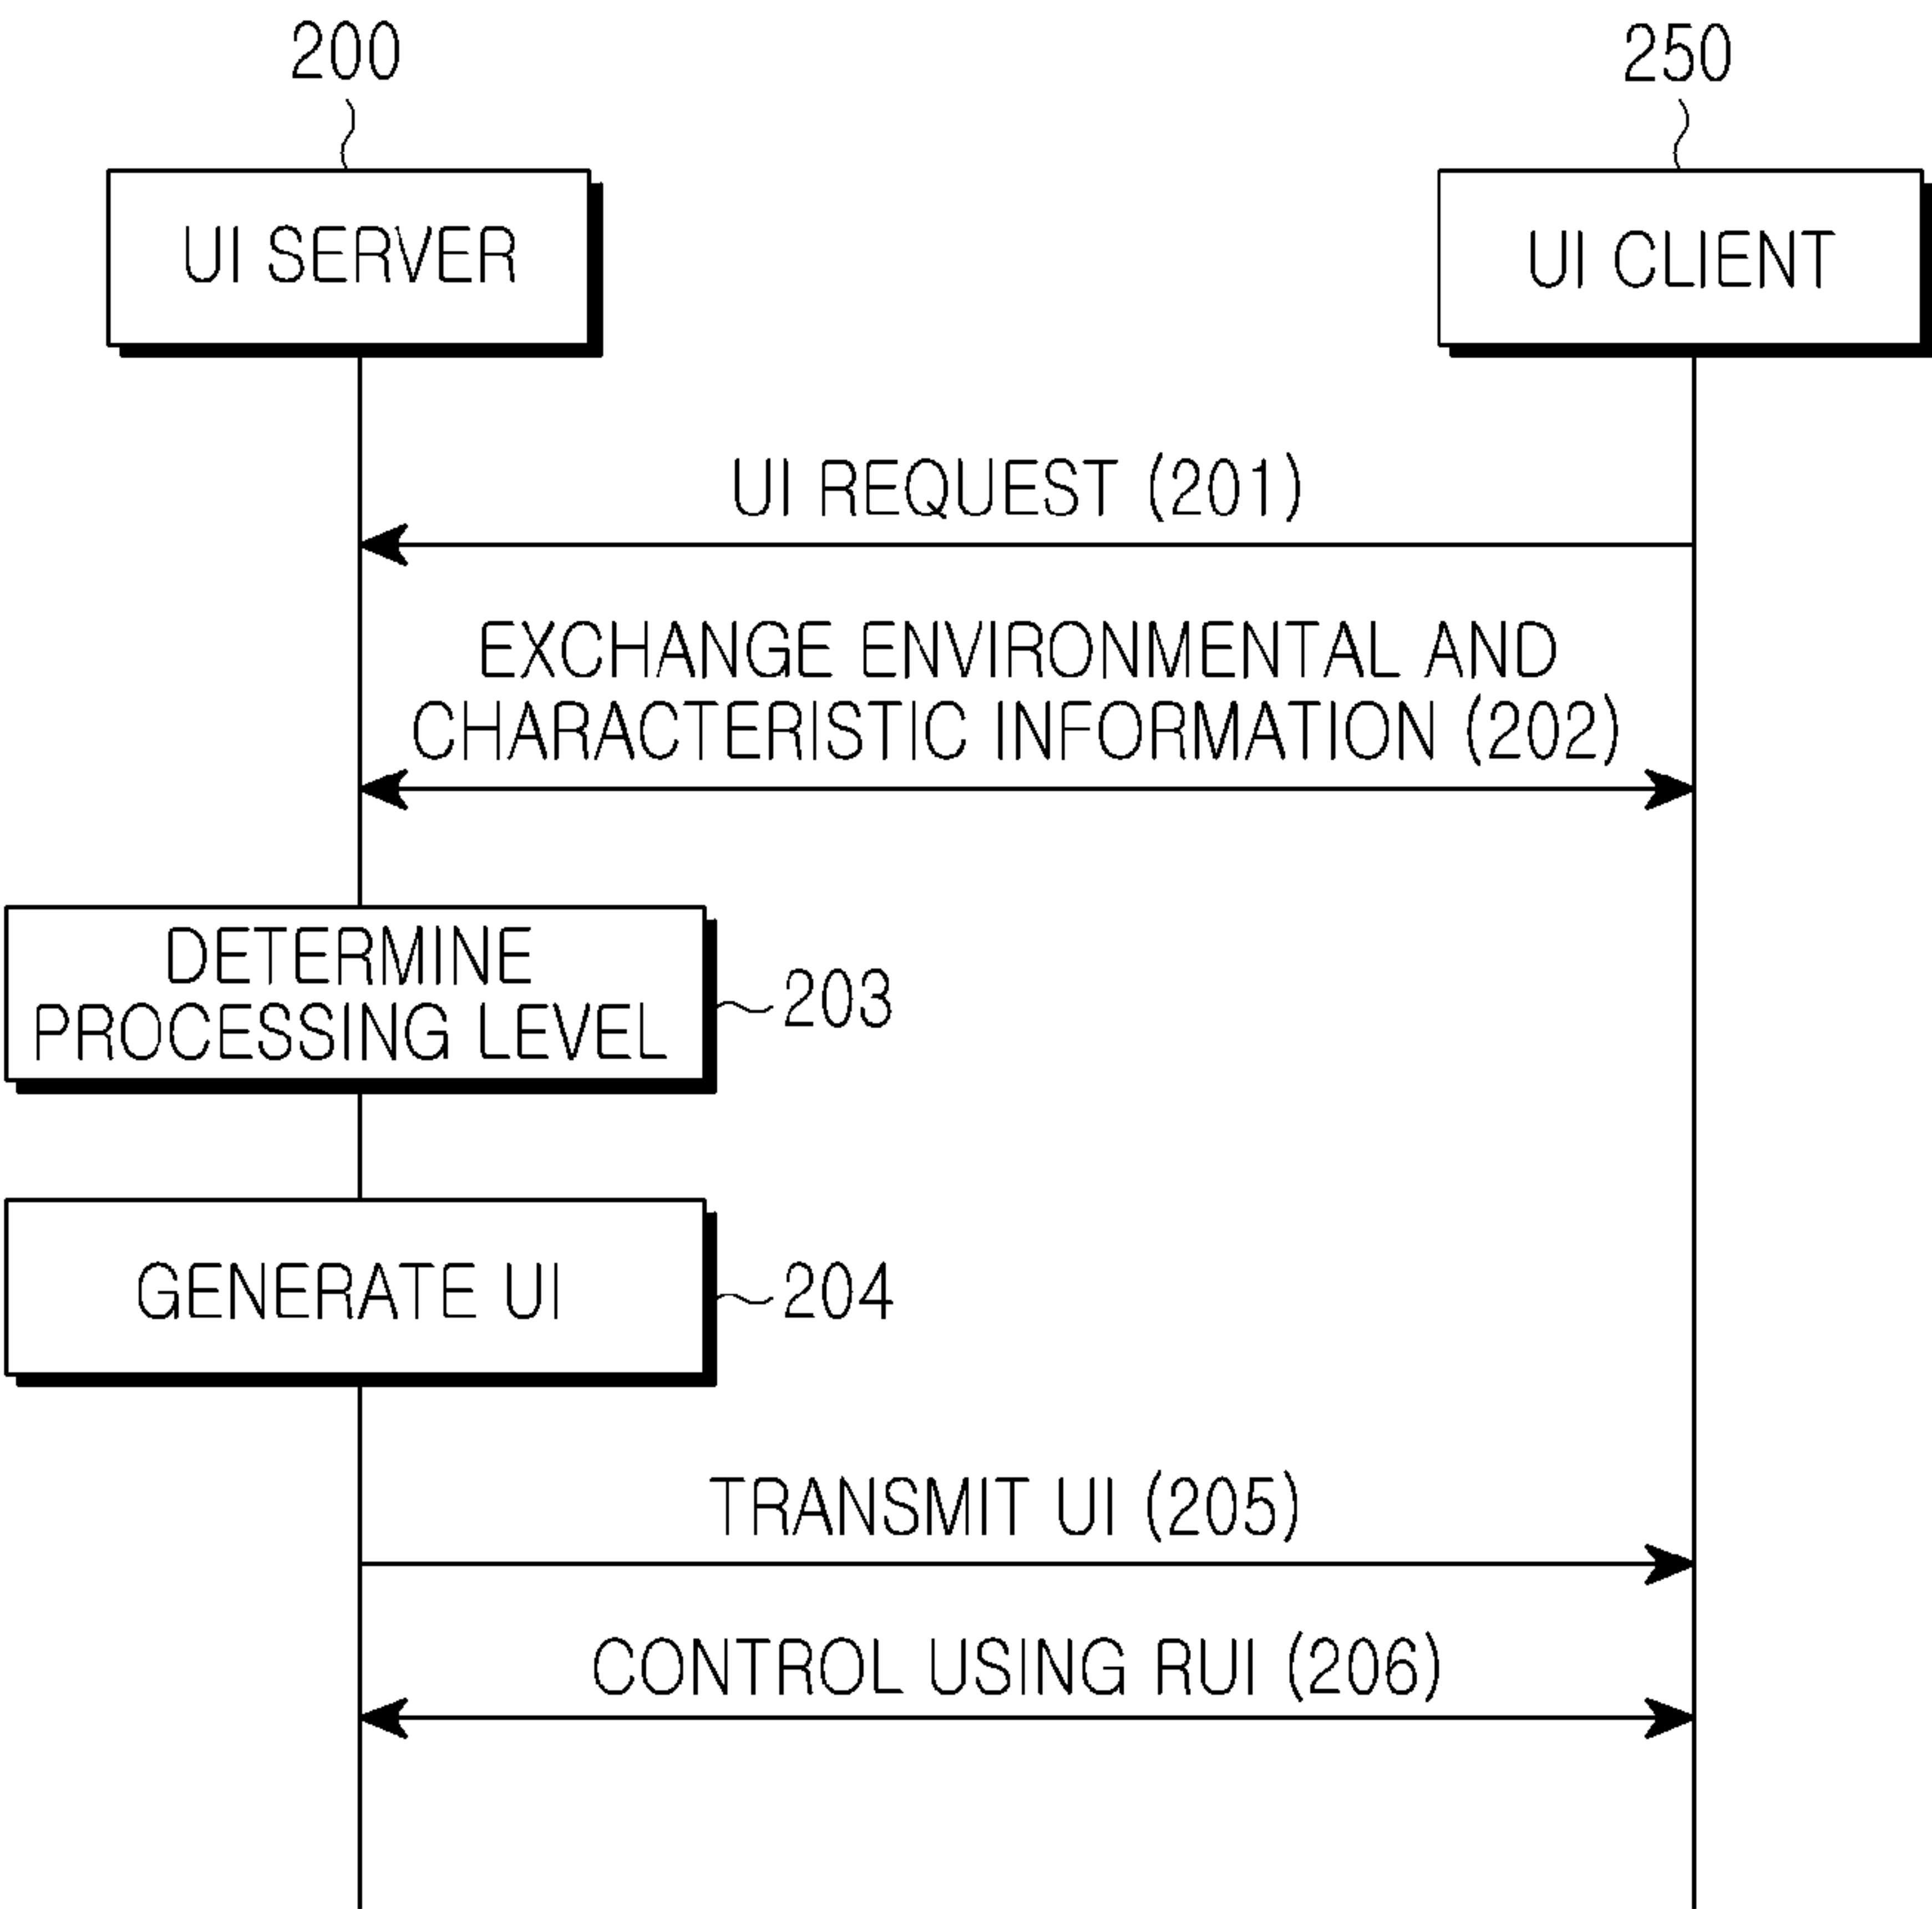 200
250
UI SERVER
UI CLIENT
UI REQUEST (201)
EXCHANGE ENVIRONMENTAL AND
CHARACTERISTIC INFORMATION (202)
DETERMINE
PROCESSING LEVEL
203
GENERATE UI
204
TRANSMIT UI (205)
CONTROL USING RUI (206)